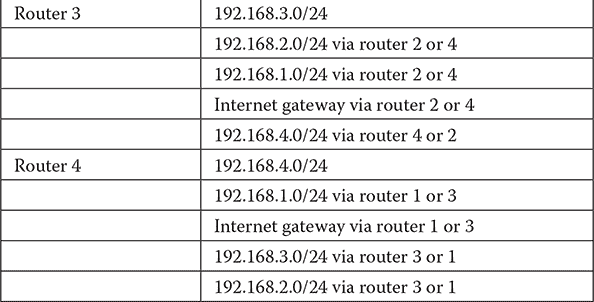 Router 3 192.168.3.0/24
192.168.2.0/24 via router 2 or 4
192.168.1.0/24 via router 2 or 4
Internet gateway via router 2 or 4
192.168.4.0/24 via router 4 or 2
Router 4 192.168.4.0/24
192.168.1.0/24 via router 1 or 3
Internet gateway via router 1 or 3
192.168.3.0/24 via router 3 or 1
192.168.2.0/24 via router 3 or 1